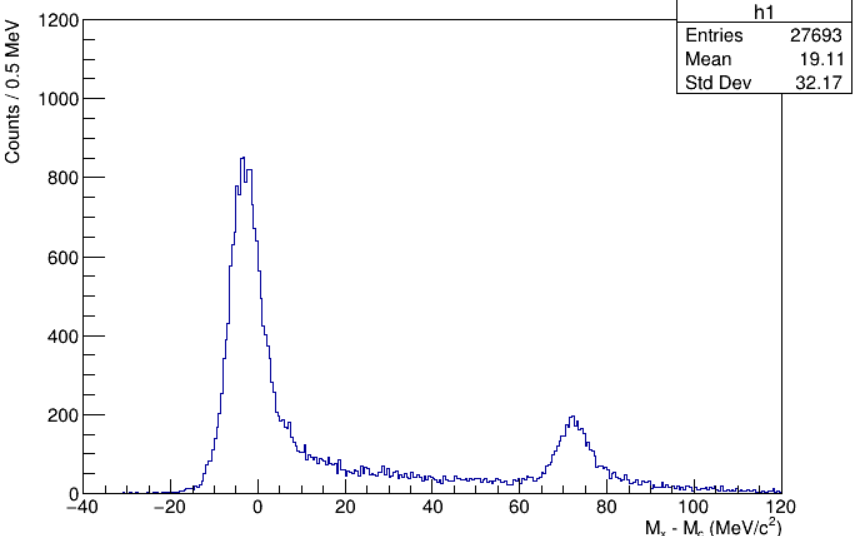 h1
Entries 27693
Mean 19.11
Std Dev 32.17
Counts / 0.5 MeV
1200
1000
800
600
400
200
0
−40 −20 0 20 40 60 80 100 120
Mₓ - M꜀ (MeV/c²)